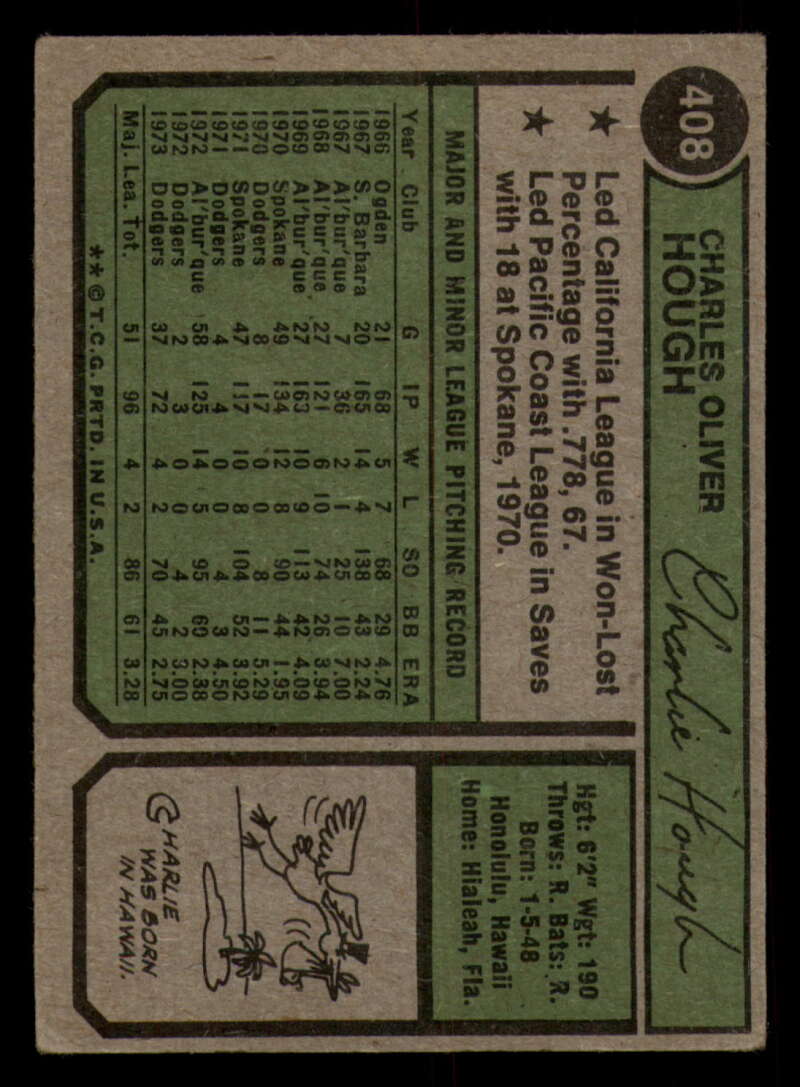 408
CHARLES OLIVER
HOUGH
Charlie Hough
★ Led California League in Won-Lost
Percentage with .778, 67.
★ Led Pacific Coast League in Saves
with 18 at Spokane, 1970.
MAJOR AND MINOR LEAGUE PITCHING RECORD
Year Club G IP W L SO BB ERA
1966 Ogden 21 68 5 7 68 29 4.76
1967 S. Barbara 20 165 14 4 138 43 2.24
1967 Al'bur'que 7 36 2 1 25 10 7.00
1968 Al'bur'que 27 121 6 10 74 26 3.94
1969 Al'bur'que 27 163 10 9 113 42 4.09
1970 Spokane 49 134 12 8 90 44 1.95
1970 Dodgers 8 17 0 0 8 11 5.29
1971 Spokane 47 117 10 8 104 52 3.92
1971 Dodgers 4 4 0 0 4 3 4.50
1972 Al'bur'que 58 125 14 5 95 60 2.38
1972 Dodgers 2 3 0 0 4 2 3.00
1973 Dodgers 37 72 4 2 70 45 2.75
Maj. Lea. Tot. 51 96 4 2 86 61 3.28
**©T.C.G. PRTD. IN U.S.A.
Hgt: 6'2" Wgt: 190
Throws: R. Bats: R.
Born: 1-5-48
Honolulu, Hawaii
Home: Hialeah, Fla.
CHARLIE
WAS BORN
IN HAWAII.